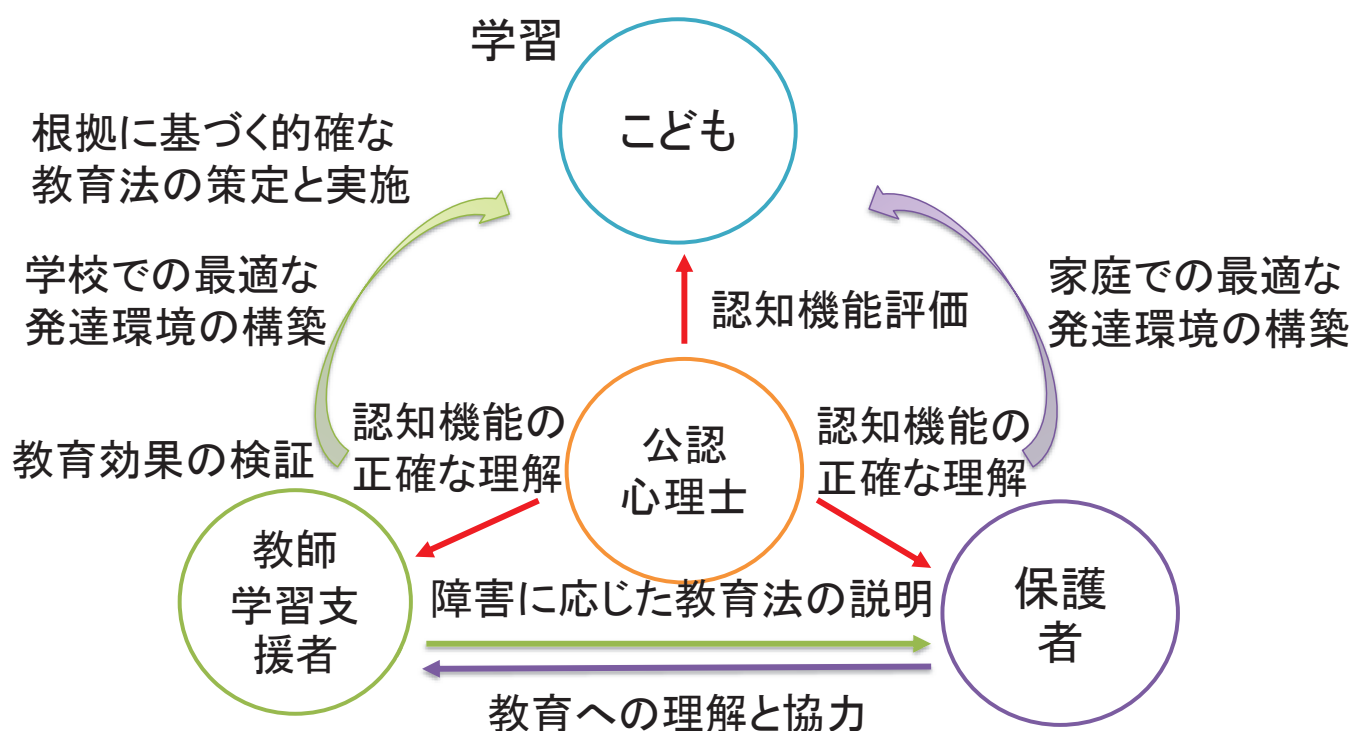 学習
こども
根拠に基づく的確な
教育法の策定と実施
学校での最適な
発達環境の構築
認知機能評価
家庭での最適な
発達環境の構築
教育効果の検証
認知機能の
正確な理解
公認
心理士
認知機能の
正確な理解
教師
学習支
援者
障害に応じた教育法の説明
保護
者
教育への理解と協力